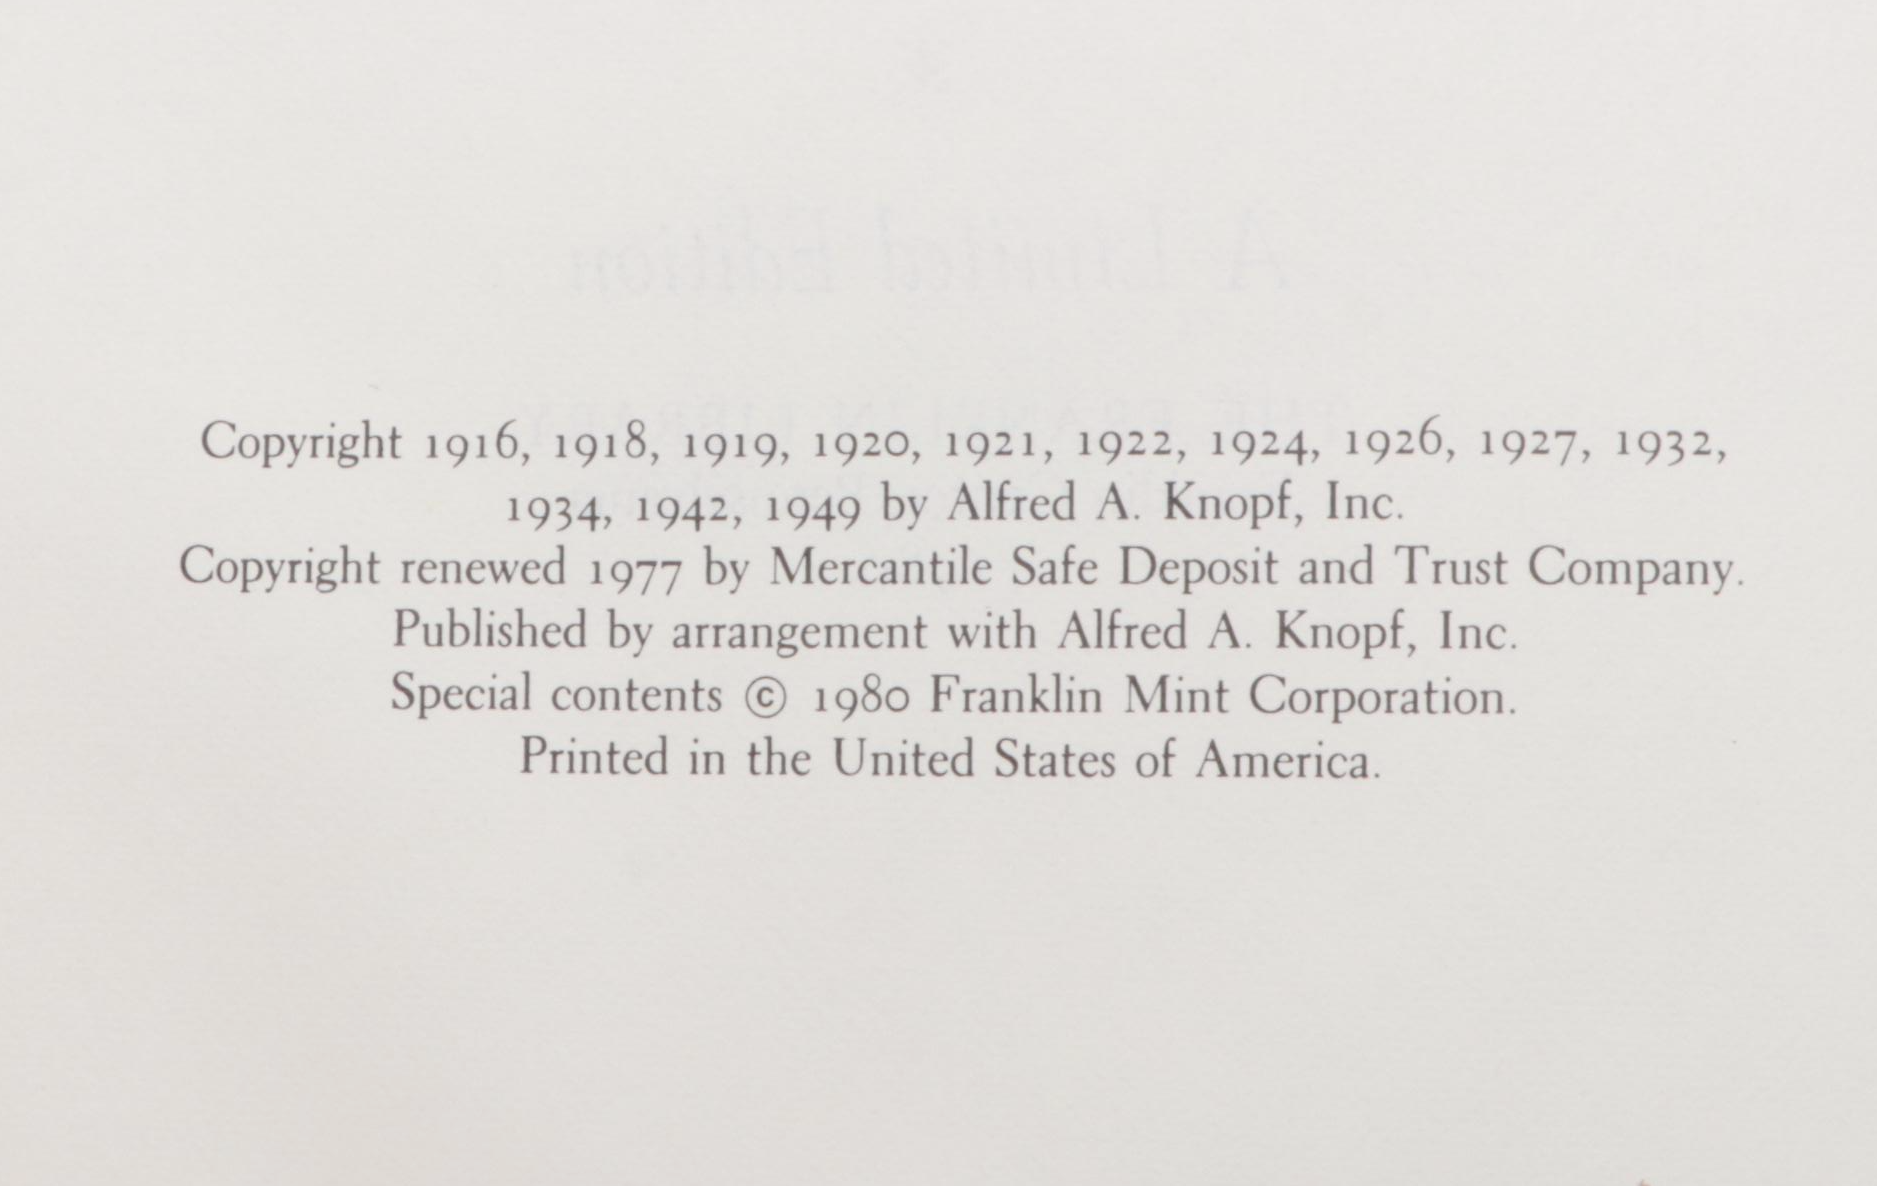 Copyright 1916, 1918, 1919, 1920, 1921, 1922, 1924, 1926, 1927, 1932,
1934, 1942, 1949 by Alfred A. Knopf, Inc.
Copyright renewed 1977 by Mercantile Safe Deposit and Trust Company.
Published by arrangement with Alfred A. Knopf, Inc.
Special contents © 1980 Franklin Mint Corporation.
Printed in the United States of America.